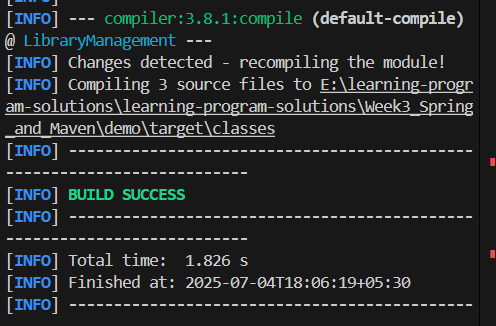 [INFO]
[INFO] --- compiler:3.8.1:compile (default-compile)
@ LibraryManagement ---
[INFO] Changes detected - recompiling the module!
[INFO] Compiling 3 source files to E:\learning-progr
am-solutions\learning-program-solutions\Week3_Spring
_and_Maven\demo\target\classes
[INFO] ---------------------------------------------
---------------------------
[INFO] BUILD SUCCESS
[INFO] ---------------------------------------------
---------------------------
[INFO] Total time:  1.826 s
[INFO] Finished at: 2025-07-04T18:06:19+05:30
[INFO] ---------------------------------------------